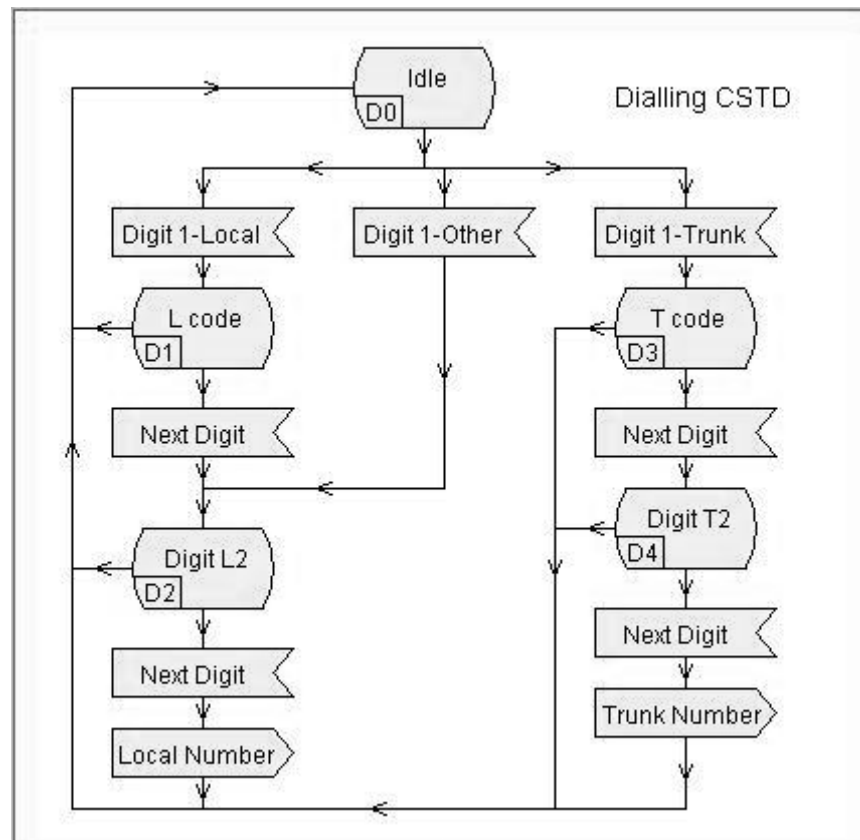 Idle
D0
Dialling CSTD
Digit 1-Local
Digit 1-Other
Digit 1-Trunk
L code
D1
T code
D3
Next Digit
Next Digit
Digit L2
D2
Digit T2
D4
Next Digit
Next Digit
Local Number
Trunk Number